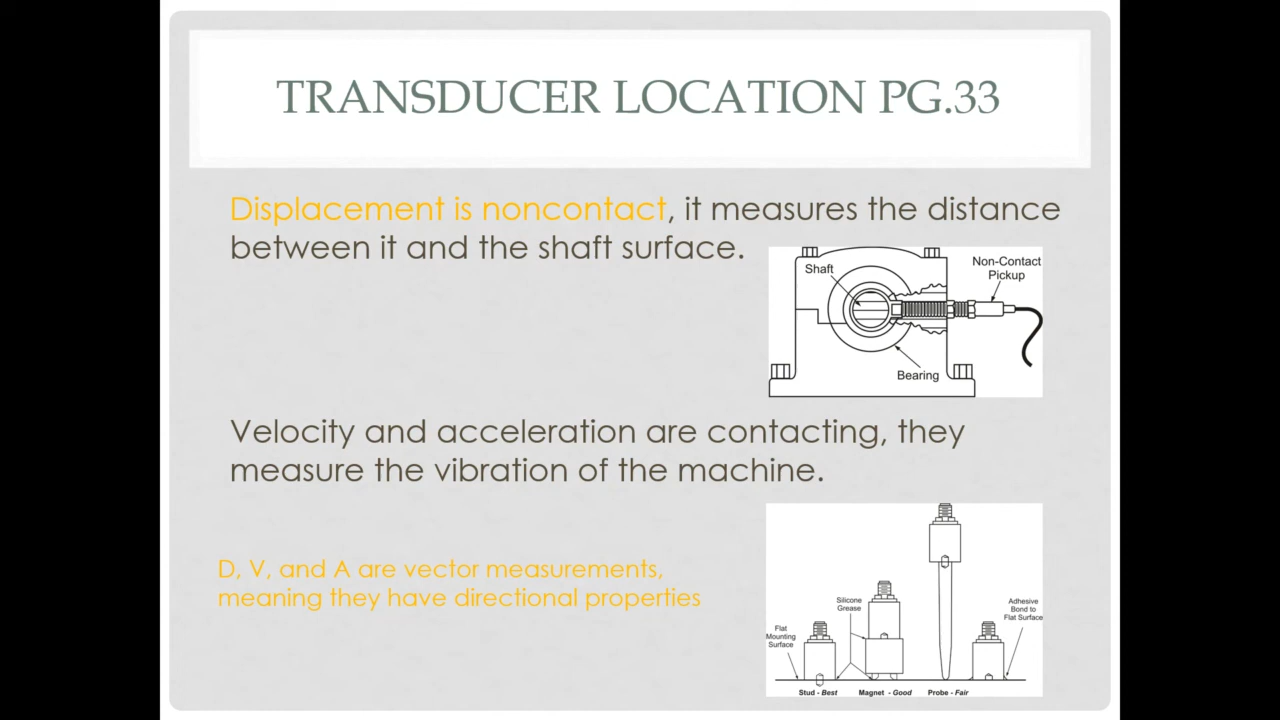 TRANSDUCER LOCATION PG.33
Displacement is noncontact, it measures the distance
between it and the shaft surface.
Shaft
Non-Contact
Pickup
Bearing
Velocity and acceleration are contacting, they
measure the vibration of the machine.
D, V, and A are vector measurements,
meaning they have directional properties
Silicone
Grease
Adhesive
Bond to
Flat Surface
Flat
Mounting
Surface
Stud - Best
Magnet - Good
Probe - Fair